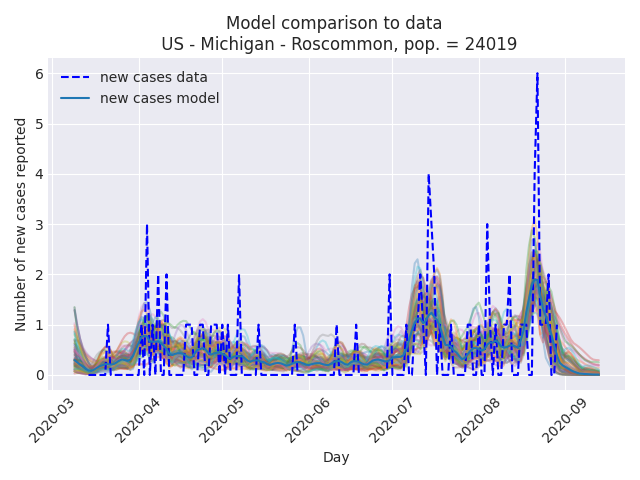 Model comparison to data
US - Michigan - Roscommon, pop. = 24019
new cases data
new cases model
Number of new cases reported
6
5
4
3
2
1
0
2020-03
2020-04
2020-05
2020-06
2020-07
2020-08
2020-09
Day